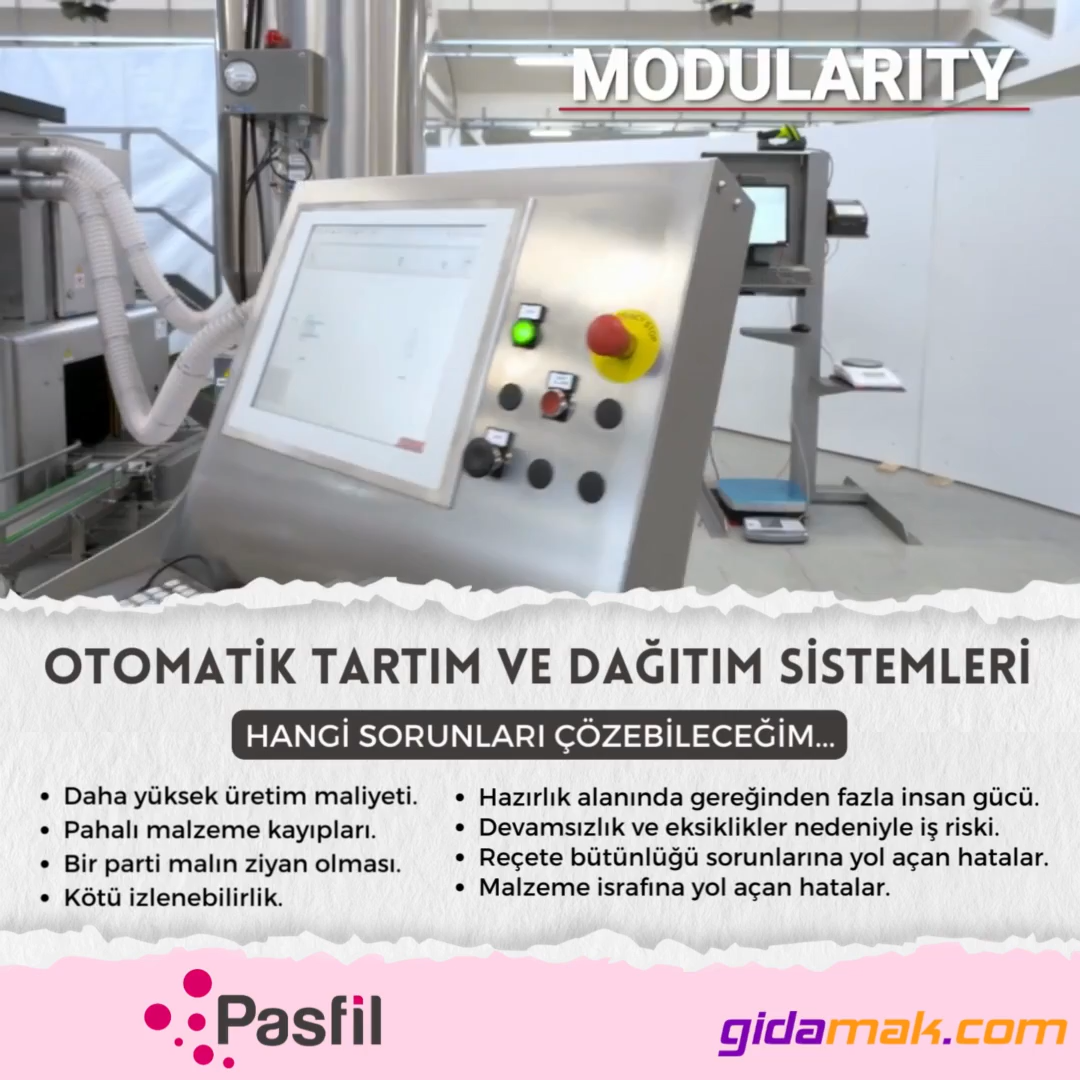 MODULARITY
OTOMATİK TARTIM VE DAĞITIM SİSTEMLERİ
HANGİ SORUNLARI ÇÖZEBİLECEĞİM...
• Daha yüksek üretim maliyeti.
• Pahalı malzeme kayıpları.
• Bir parti malın ziyan olması.
• Kötü izlenebilirlik.
• Hazırlık alanında gereğinden fazla insan gücü.
• Devamsızlık ve eksiklikler nedeniyle iş riski.
• Reçete bütünlüğü sorunlarına yol açan hatalar.
• Malzeme israfına yol açan hatalar.
Pasfil
gidamak.com